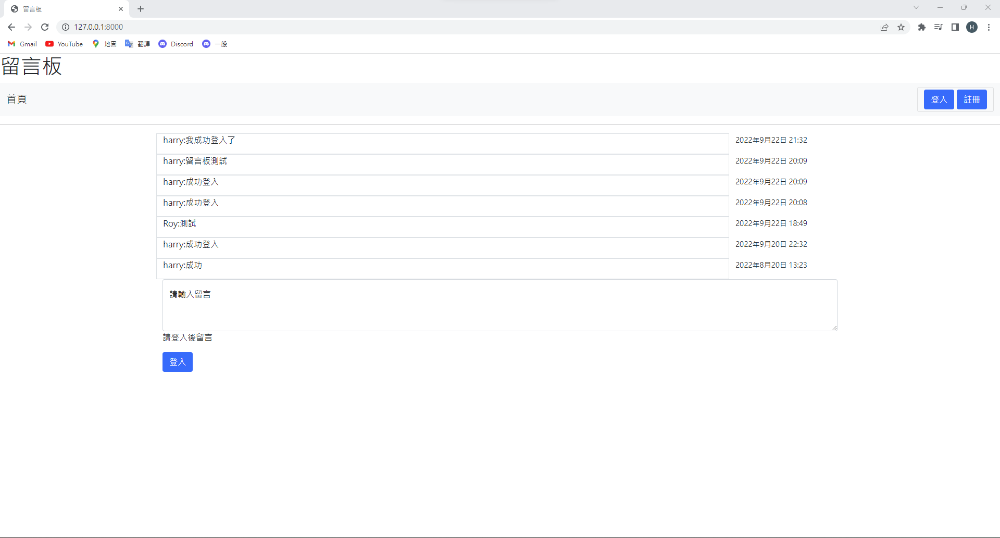 留言板
127.0.0.1:8000
H
Gmail YouTube 地圖 翻譯 Discord 一般
留言板
首頁 登入 註冊
harry:我成功登入了 2022年9月22日 21:32
harry:留言板測試 2022年9月22日 20:09
harry:成功登入 2022年9月22日 20:09
harry:成功登入 2022年9月22日 20:08
Roy:測試 2022年9月22日 18:49
harry:成功登入 2022年9月20日 22:32
harry:成功 2022年8月20日 13:23
請輸入留言
請登入後留言
登入